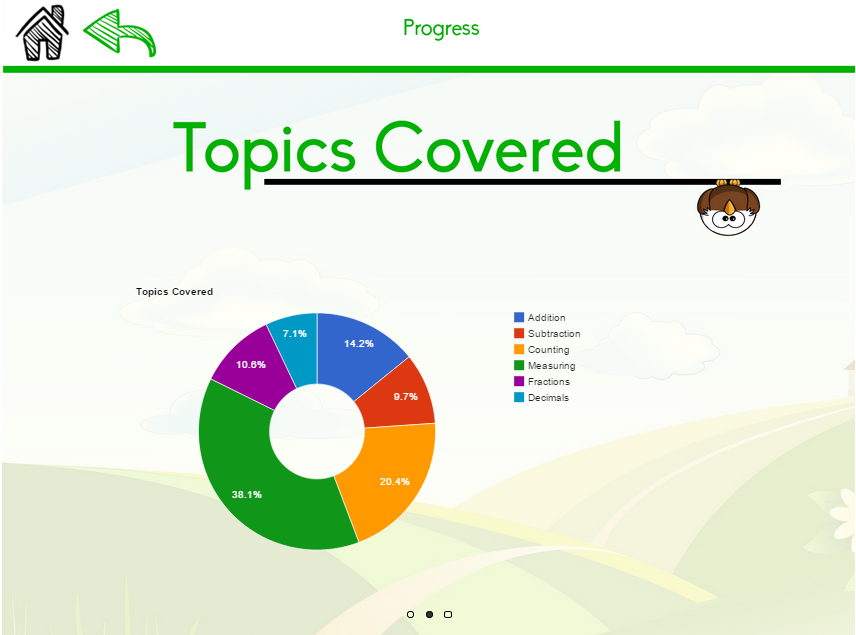 Progress
Topics Covered
Topics Covered
Addition
Subtraction
Counting
Measuring
Fractions
Decimals
7.1%
14.2%
10.6%
9.7%
20.4%
38.1%